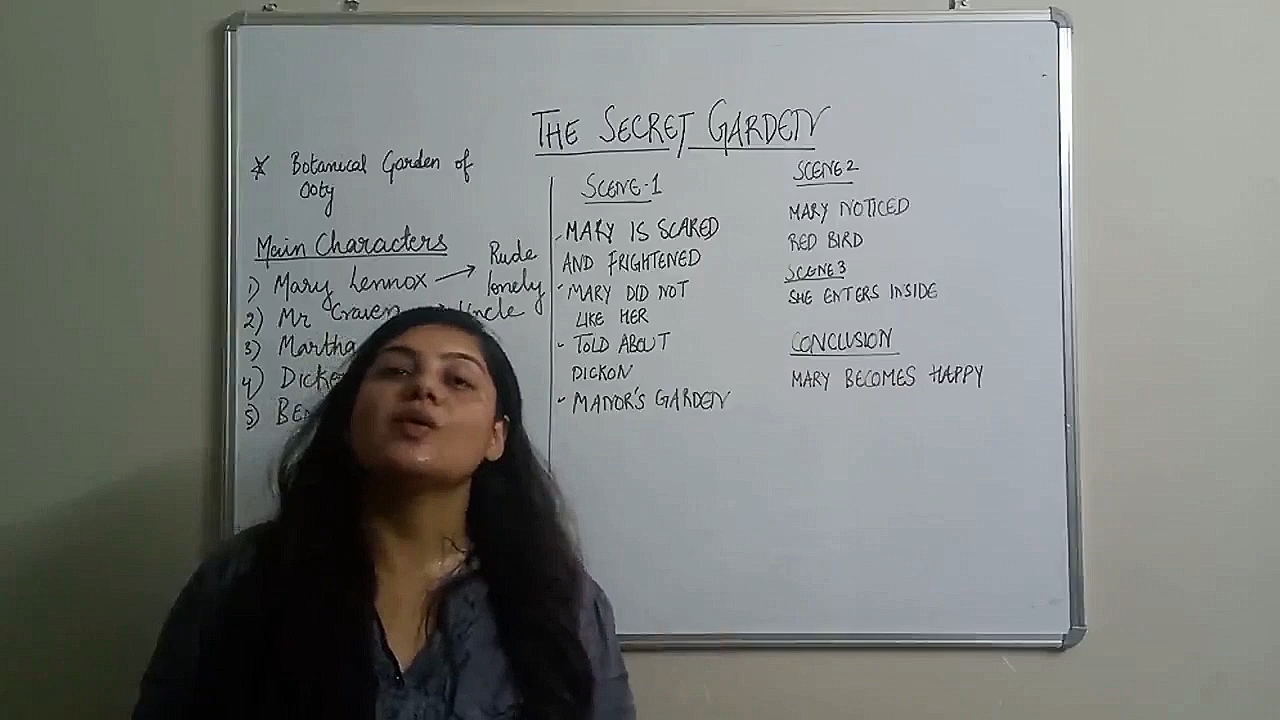 THE SECRET GARDEN
* Botanical Garden of
Ooty
Main Characters
1) Mary Lennox → Rude
lonely
2) Mr Craven → Uncle
3) Martha
4)
5)
SCENE-1
- MARY IS SCARED
AND FRIGHTENED
- MARY DID NOT
LIKE HER
- TOLD ABOUT
DICKON
- MANOR'S GARDEN
SCENE 2
MARY NOTICED
RED BIRD
SCENE 3
SHE ENTERS INSIDE
CONCLUSION
MARY BECOMES HAPPY